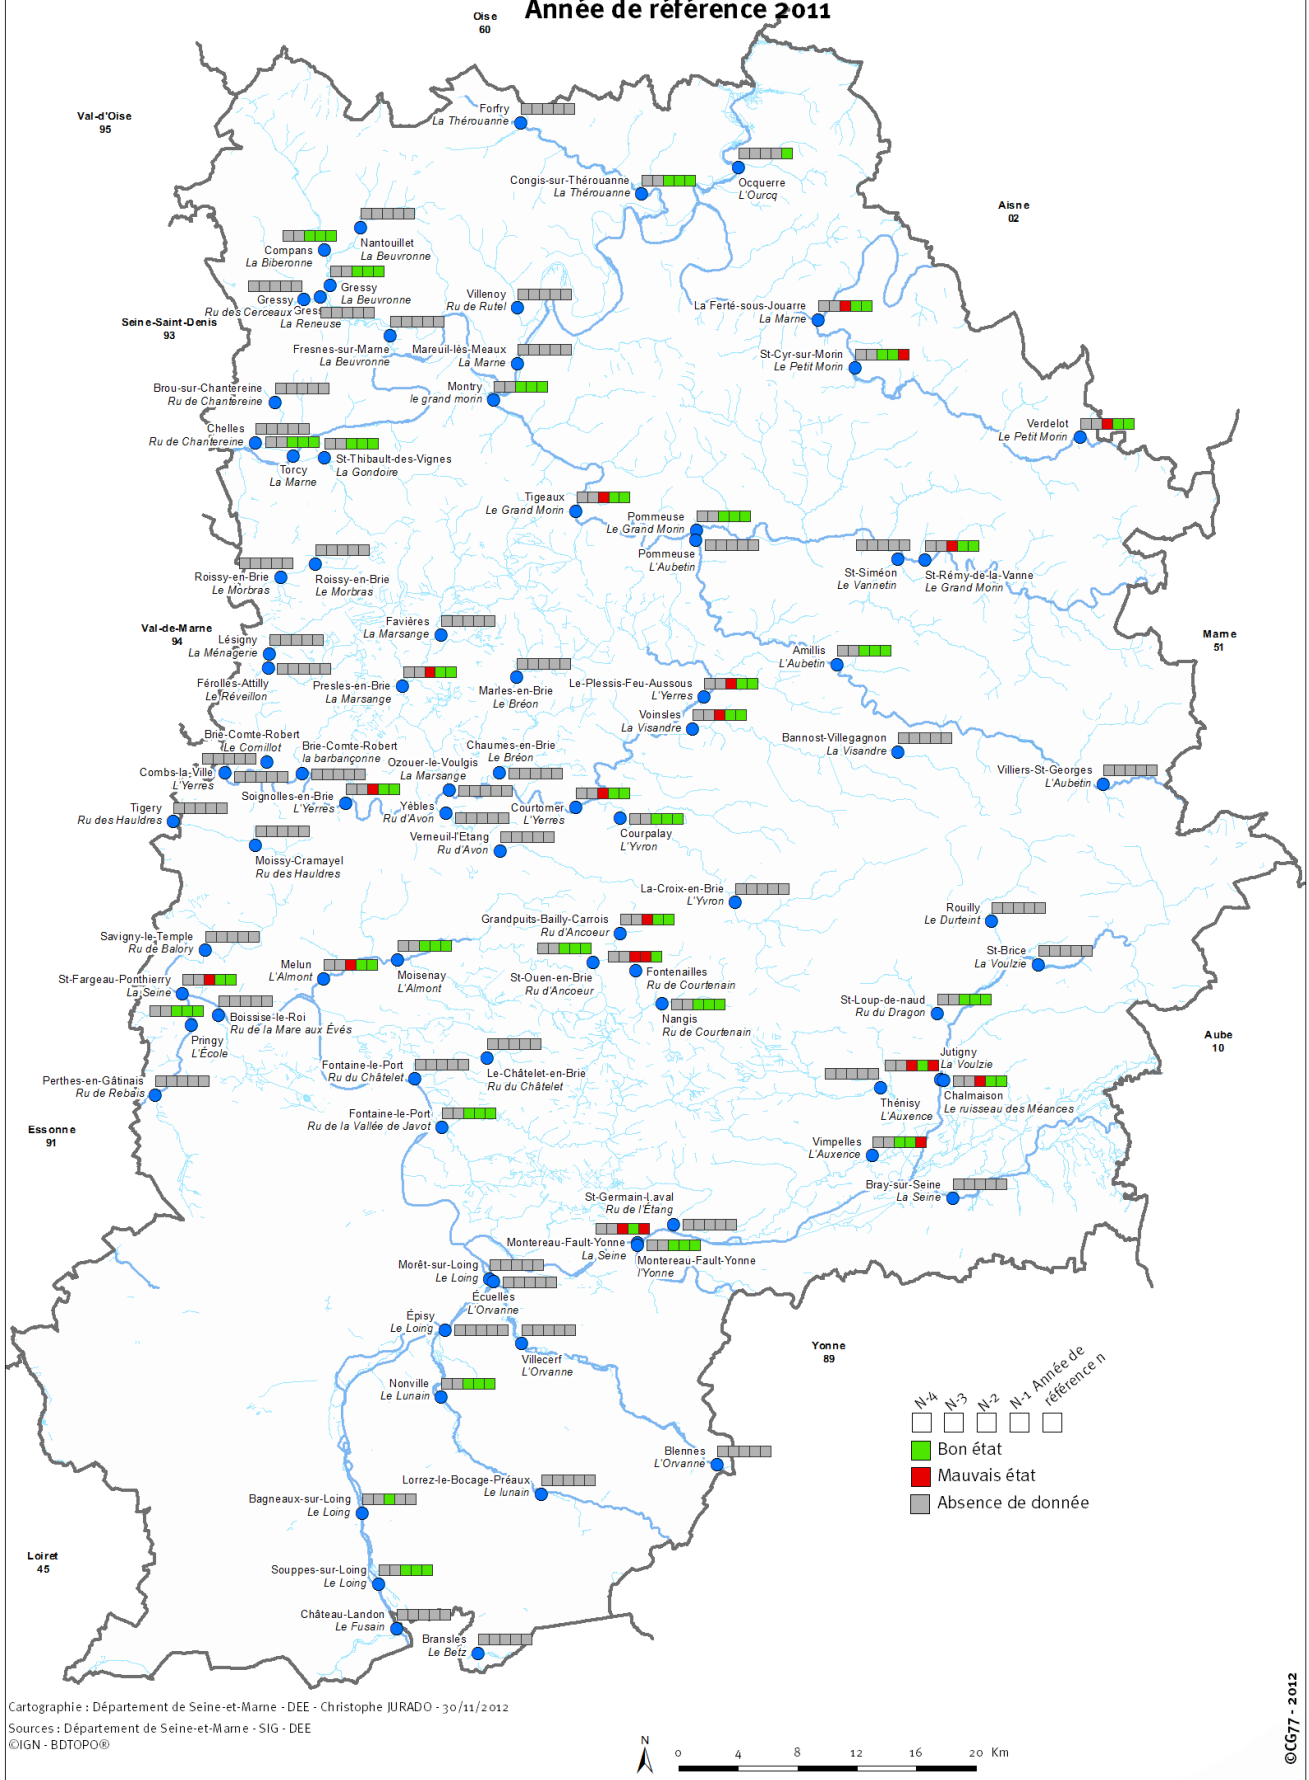 Année de référence 2011
Oise
60
Val-d'Oise
95
Forfry
La Thérouanne
Congis-sur-Thérouanne
La Thérouanne
Ocquerre
L'Ourcq
Aisne
02
Nantouillet
La Beuvronne
Compans
La Biberonne
Gressy
La Beuvronne
Gressy
Ru des Cerceaux
Gress
La Reneuse
Villenoy
Ru de Rutel
La Ferté-sous-Jouarre
La Marne
Seine-Saint-Denis
93
Fresnes-sur-Marne
La Beuvronne
Mareuil-lès-Meaux
La Marne
St-Cyr-sur-Morin
Le Petit Morin
Brou-sur-Chantereine
Ru de Chantereine
Montry
le grand morin
Verdelot
Le Petit Morin
Chelles
Ru de Chantereine
Torcy
La Marne
St-Thibault-des-Vignes
La Gondoire
Tigeaux
Le Grand Morin
Pommeuse
Le Grand Morin
Pommeuse
L'Aubetin
St-Siméon
Le Vannetin
St-Rémy-de-la-Vanne
Le Grand Morin
Roissy-en-Brie
Le Morbras
Roissy-en-Brie
Le Morbras
Val-de-Marne
94
Favières
La Marsange
Marne
51
Lésigny
La Ménagerie
Amillis
L'Aubetin
Férolles-Attilly
Le Réveillon
Presles-en-Brie
La Marsange
Marles-en-Brie
Le Bréon
Le-Plessis-Feu-Aussous
L'Yerres
Voinsles
La Visandre
Bannost-Villegagnon
La Visandre
Brie-Comte-Robert
Le Cornillot
Brie-Comte-Robert
la barbançonne
Chaumes-en-Brie
Le Bréon
Ozouer-le-Voulgis
La Marsange
Combs-la-Ville
L'Yerres
Villiers-St-Georges
L'Aubetin
Soignolles-en-Brie
L'Yerres
Tigery
Ru des Hauldres
Yèbles
Ru d'Avon
Courtomer
L'Yerres
Courpalay
L'Yvron
Verneuil-l'Etang
Ru d'Avon
Moissy-Cramayel
Ru des Hauldres
La-Croix-en-Brie
L'Yvron
Rouilly
Le Durteint
Grandpuits-Bailly-Carrois
Ru d'Ancoeur
Savigny-le-Temple
Ru de Balory
St-Brice
La Voulzie
Melun
L'Almont
Moisenay
L'Almont
St-Ouen-en-Brie
Ru d'Ancoeur
Fontenailles
Ru de Courtenain
St-Fargeau-Ponthierry
La Seine
St-Loup-de-naud
Ru du Dragon
Boissise-le-Roi
Ru de la Mare aux Évés
Nangis
Ru de Courtenain
Pringy
L'École
Aube
10
Jutigny
La Voulzie
Fontaine-le-Port
Ru du Châtelet
Le-Châtelet-en-Brie
Ru du Châtelet
Perthes-en-Gâtinais
Ru de Rebais
Thénisy
L'Auxence
Chalmaison
Le ruisseau des Méances
Fontaine-le-Port
Ru de la Vallée de Javot
Essonne
91
Vimpelles
L'Auxence
Bray-sur-Seine
La Seine
St-Germain-Laval
Ru de l'Étang
Montereau-Fault-Yonne
La Seine
Montereau-Fault-Yonne
l'Yonne
Morêt-sur-Loing
Le Loing
Écuelles
L'Orvanne
Épisy
Le Loing
Villecerf
L'Orvanne
Yonne
89
Nonville
Le Lunain
N-4
N-3
N-2
N-1
Année de
référence n
Bon état
Mauvais état
Absence de donnée
Blennes
L'Orvanne
Lorrez-le-Bocage-Préaux
Le lunain
Bagneaux-sur-Loing
Le Loing
Loiret
45
Souppes-sur-Loing
Le Loing
Château-Landon
Le Fusain
Bransles
Le Betz
Cartographie : Département de Seine-et-Marne - DEE - Christophe JURADO - 30/11/2012
Sources : Département de Seine-et-Marne - SIG - DEE
©IGN - BDTOPO®
N
0 4 8 12 16 20 Km
©CG77 - 2012